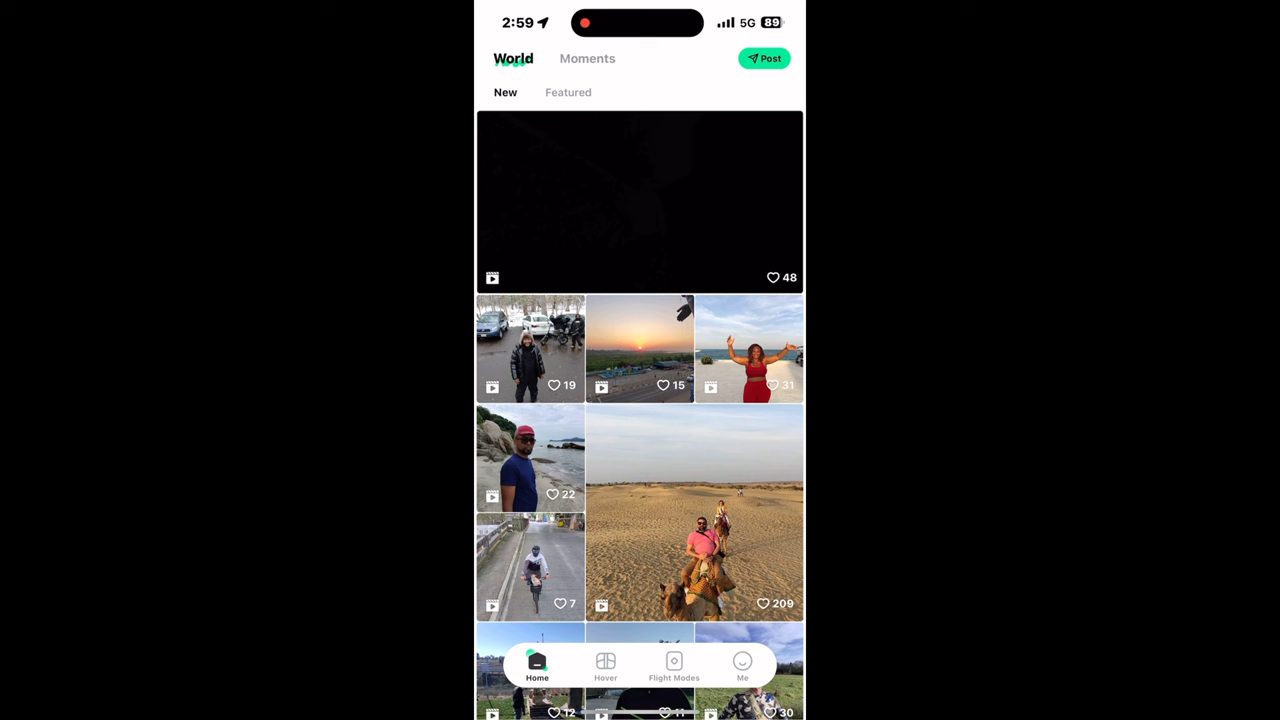 2:59 5G 89
World Moments Post
New Featured
48
19 15 31
22
7 209
12 11 30
Home Hover Flight Modes Me